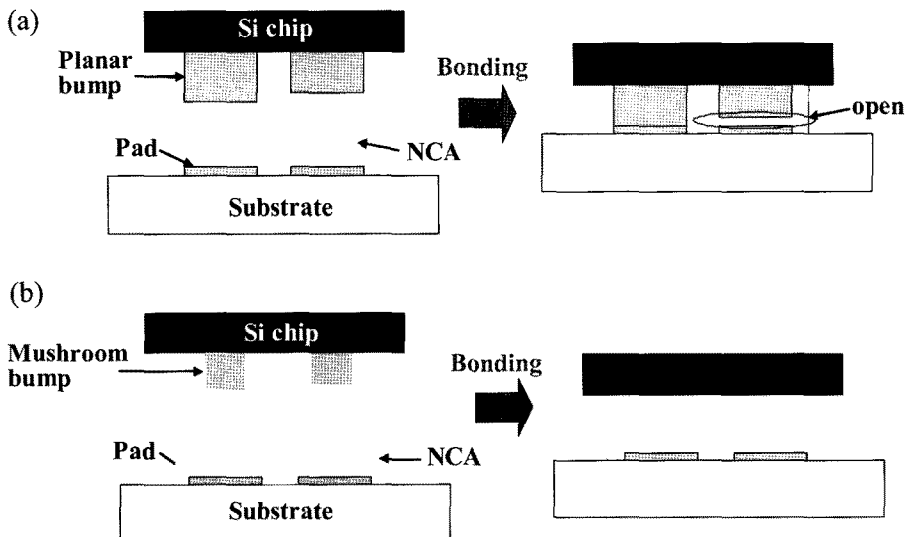 (a)
Si chip
Planar
bump
Bonding
open
Pad
NCA
Substrate
(b)
Si chip
Mushroom
bump
Bonding
Pad
NCA
Substrate